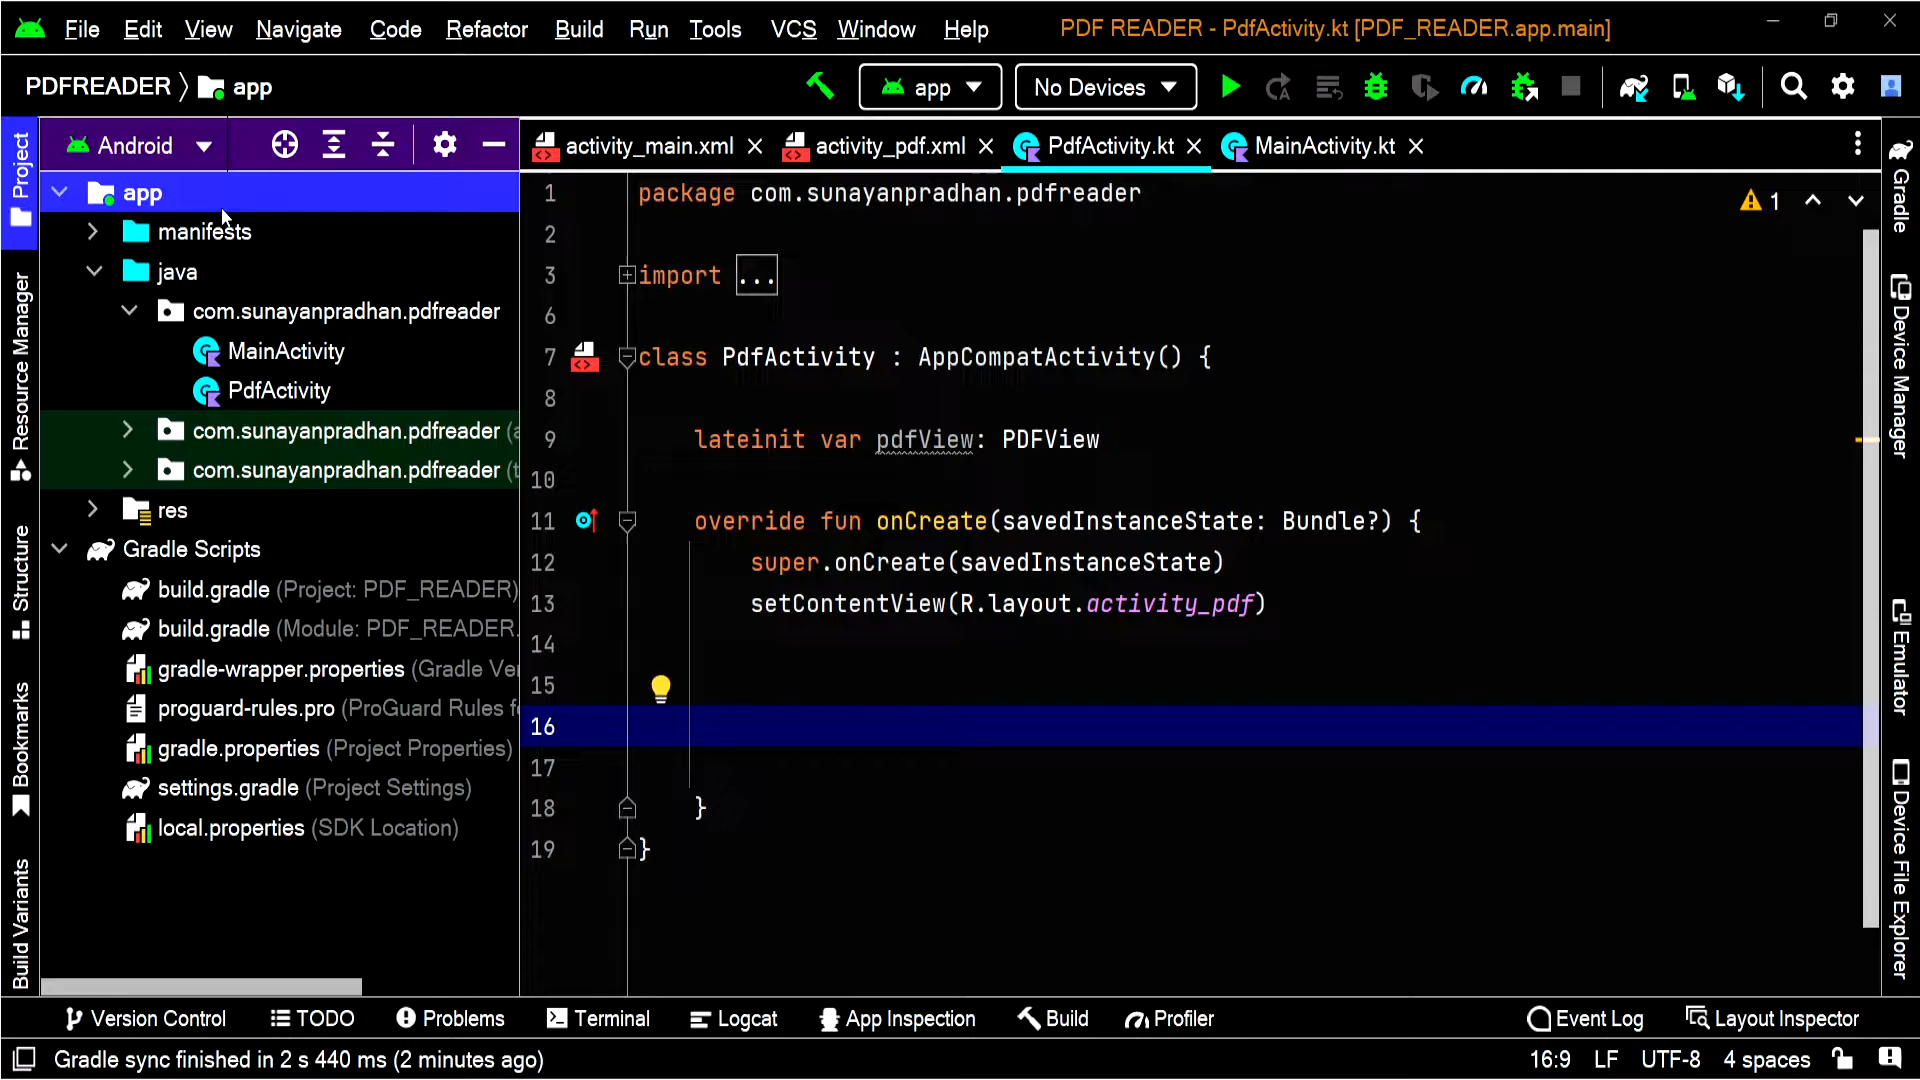 File Edit View Navigate Code Refactor Build Run Tools VCS Window Help PDF READER - PdfActivity.kt [PDF_READER.app.main]
PDFREADER app app No Devices
Android activity_main.xml activity_pdf.xml PdfActivity.kt MainActivity.kt
Project
Resource Manager
Structure
Bookmarks
Build Variants
app
manifests
java
com.sunayanpradhan.pdfreader
MainActivity
PdfActivity
com.sunayanpradhan.pdfreader (a
com.sunayanpradhan.pdfreader (t
res
Gradle Scripts
build.gradle (Project: PDF_READER)
build.gradle (Module: PDF_READER.
gradle-wrapper.properties (Gradle Ver
proguard-rules.pro (ProGuard Rules fo
gradle.properties (Project Properties)
settings.gradle (Project Settings)
local.properties (SDK Location)
1 package com.sunayanpradhan.pdfreader
2
3 import ...
6
7 class PdfActivity : AppCompatActivity() {
8
9 lateinit var pdfView: PDFView
10
11 override fun onCreate(savedInstanceState: Bundle?) {
12 super.onCreate(savedInstanceState)
13 setContentView(R.layout.activity_pdf)
14
15
16
17
18 }
19 }
1
Gradle
Device Manager
Emulator
Device File Explorer
Version Control TODO Problems Terminal Logcat App Inspection Build Profiler Event Log Layout Inspector
Gradle sync finished in 2 s 440 ms (2 minutes ago) 16:9 LF UTF-8 4 spaces